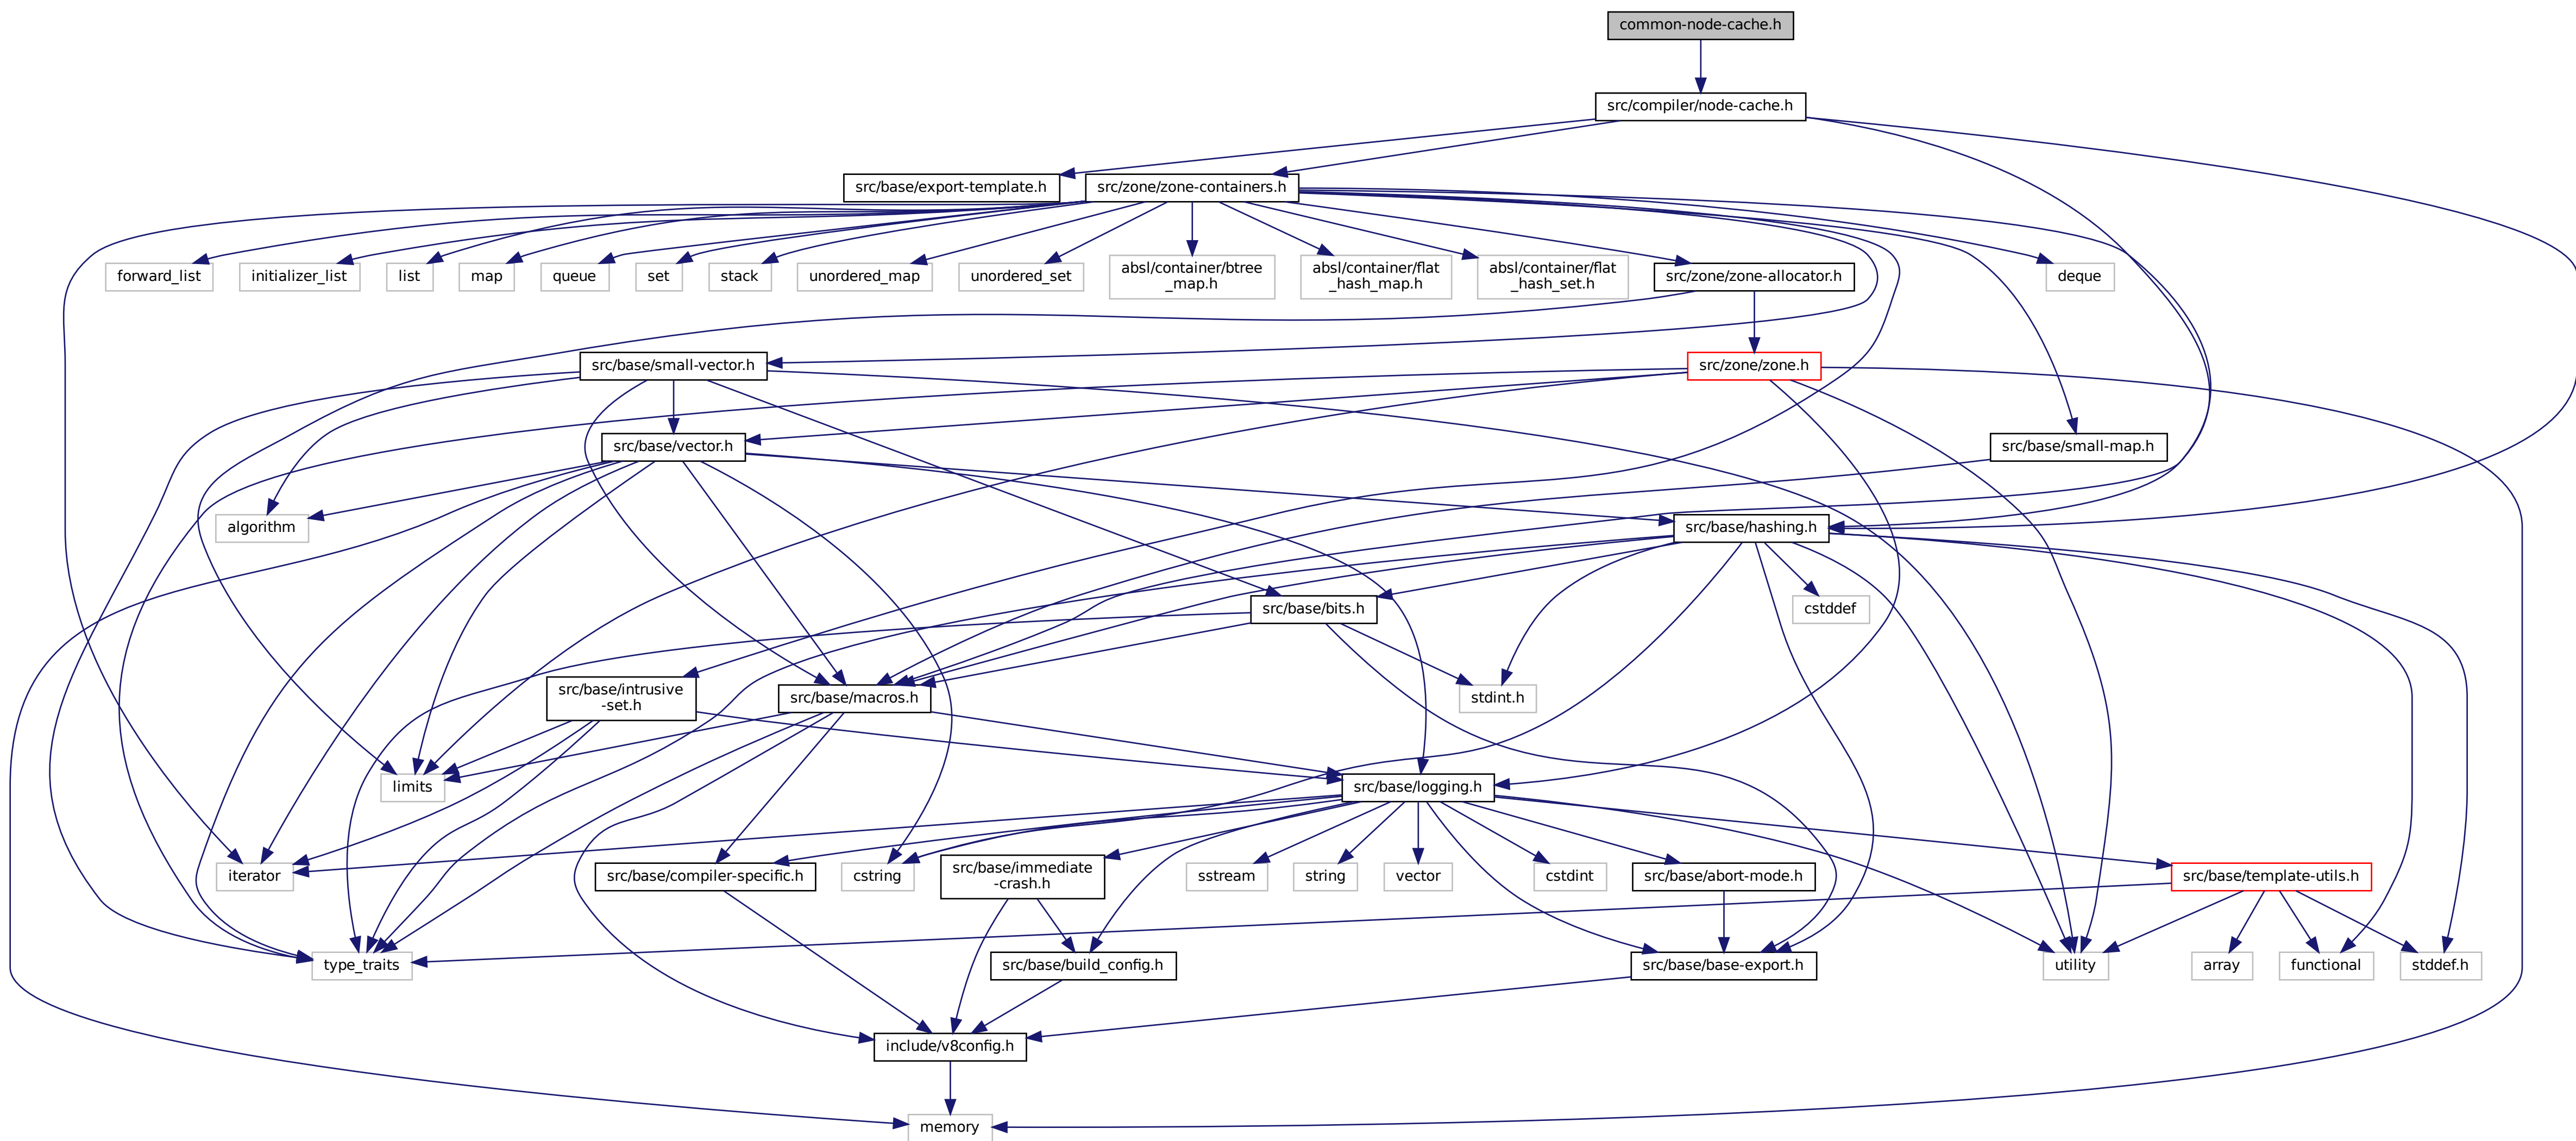 common-node-cache.h
src/compiler/node-cache.h
src/base/export-template.h
src/zone/zone-containers.h
forward_list
initializer_list
list
map
queue
set
stack
unordered_map
unordered_set
absl/container/btree
_map.h
absl/container/flat
_hash_map.h
absl/container/flat
_hash_set.h
src/zone/zone-allocator.h
deque
src/base/small-vector.h
src/zone/zone.h
src/base/vector.h
src/base/small-map.h
algorithm
src/base/hashing.h
src/base/bits.h
cstddef
src/base/intrusive
-set.h
src/base/macros.h
stdint.h
limits
src/base/logging.h
iterator
src/base/compiler-specific.h
cstring
src/base/immediate
-crash.h
sstream
string
vector
cstdint
src/base/abort-mode.h
src/base/template-utils.h
type_traits
src/base/build_config.h
src/base/base-export.h
utility
array
functional
stddef.h
include/v8config.h
memory